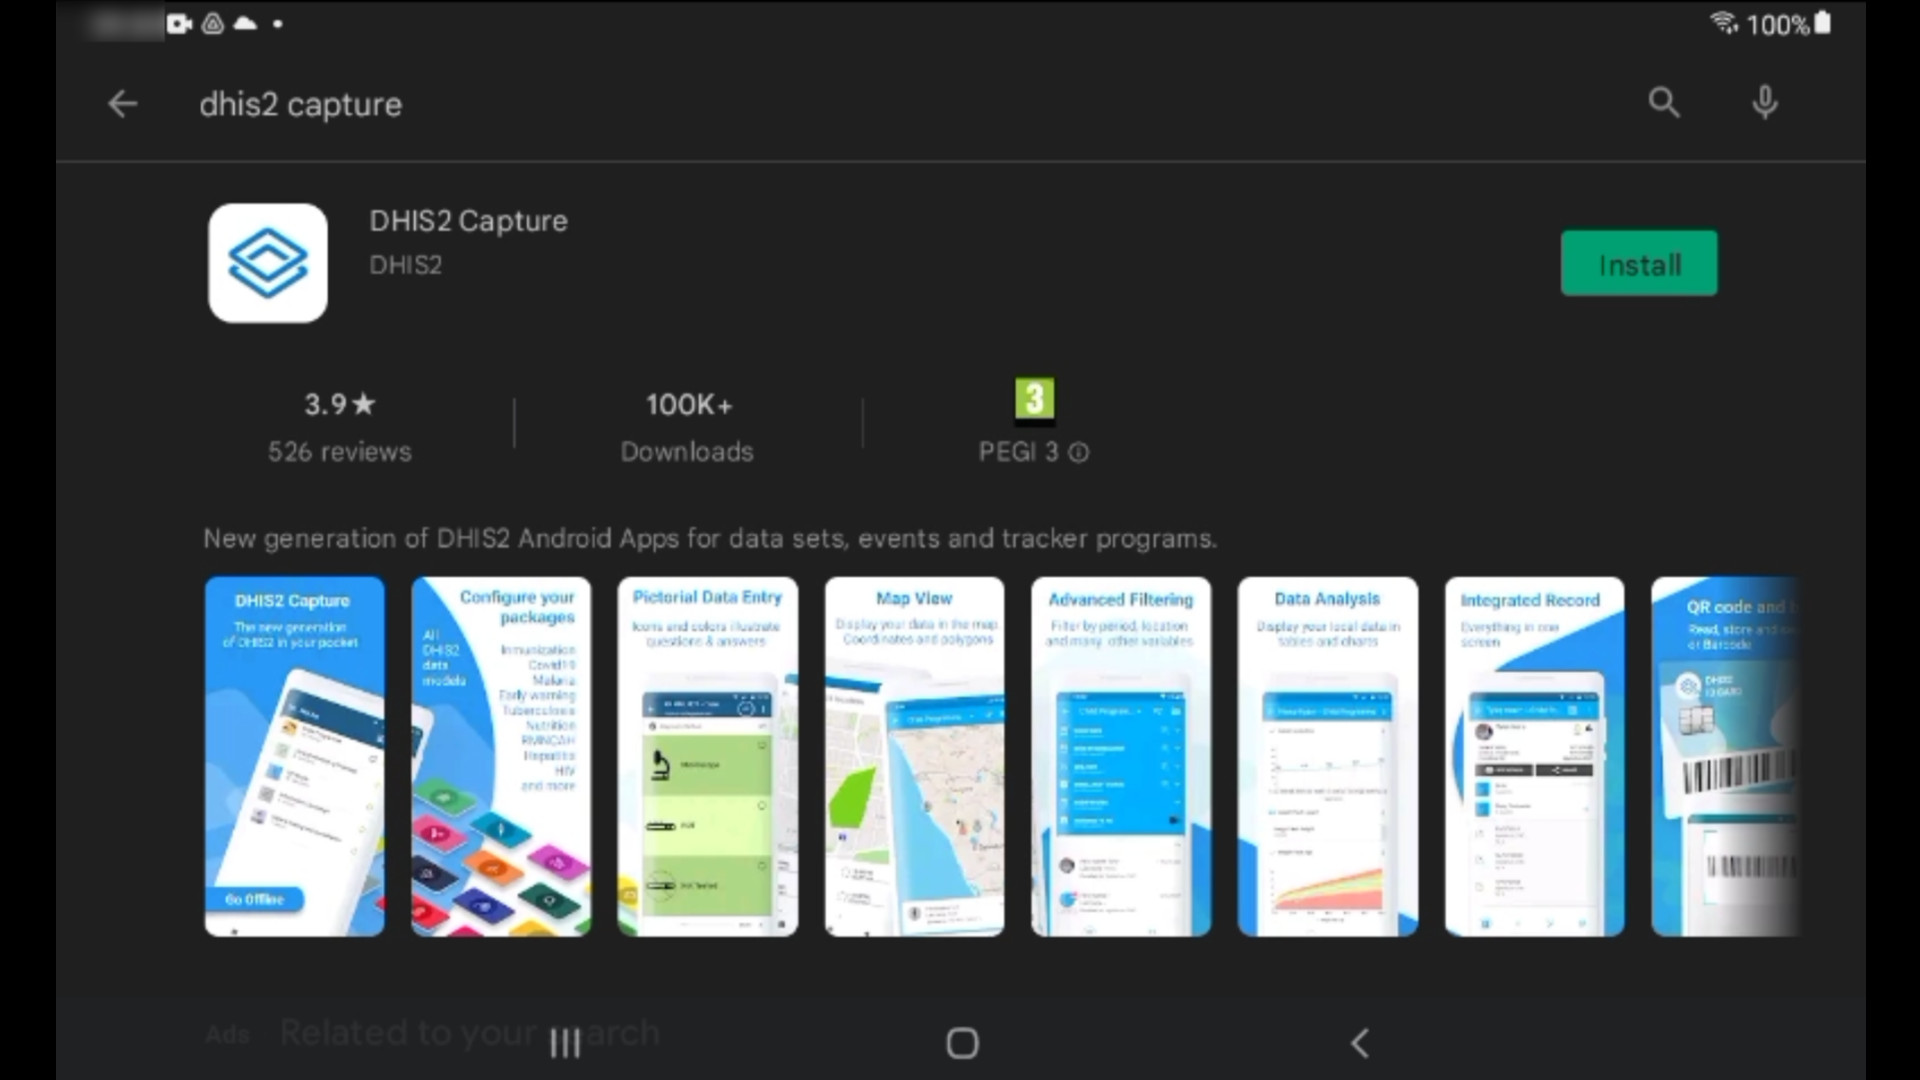 100%
dhis2 capture
DHIS2 Capture
DHIS2
Install
3.9★
526 reviews
100K+
Downloads
3
PEGI 3
New generation of DHIS2 Android Apps for data sets, events and tracker programs.
DHIS2 Capture
The new generation
of DHIS2 in your pocket
Go Offline
Configure your
packages
All
DHIS2
data
models
Immunization
Covid19
Malaria
Early warning
Tuberculosis
Nutrition
RMNCAH
Hepatitis
HIV
and more
Pictorial Data Entry
Icons and colors illustrate
questions & answers
Map View
Display your data in the map
Coordinates and polygons
Advanced Filtering
Filter by period, location
and many other variables
Data Analysis
Display your local data in
tables and charts
Integrated Record
Everything in one
screen
QR code and
Read, store and
or Barcode
DHIS2
ID CARD
Ads Related to your search